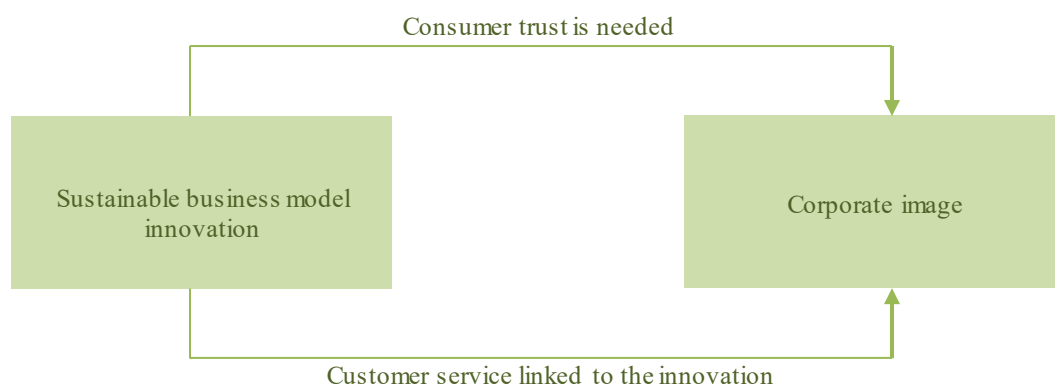 Consumer trust is needed
Sustainable business model
innovation
Corporate image
Customer service linked to the innovation